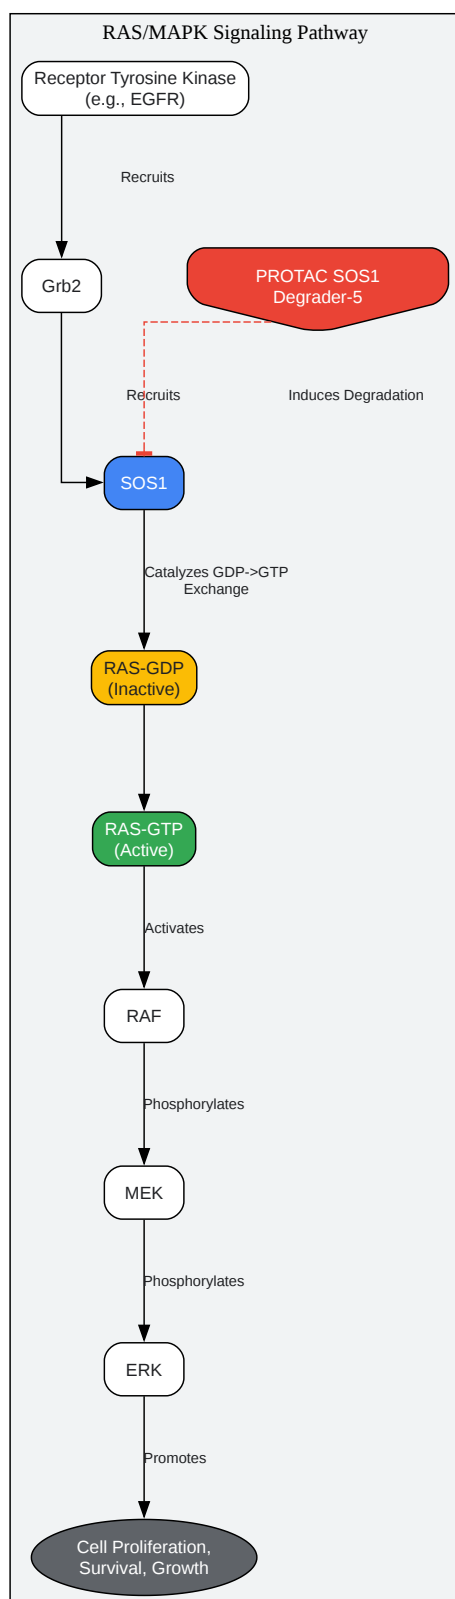 RAS/MAPK Signaling Pathway
Receptor Tyrosine Kinase
(e.g., EGFR)
Recruits
Grb2
PROTAC SOS1
Degrader-5
Recruits
Induces Degradation
SOS1
Catalyzes GDP->GTP
Exchange
RAS-GDP
(Inactive)
RAS-GTP
(Active)
Activates
RAF
Phosphorylates
MEK
Phosphorylates
ERK
Promotes
Cell Proliferation,
Survival, Growth